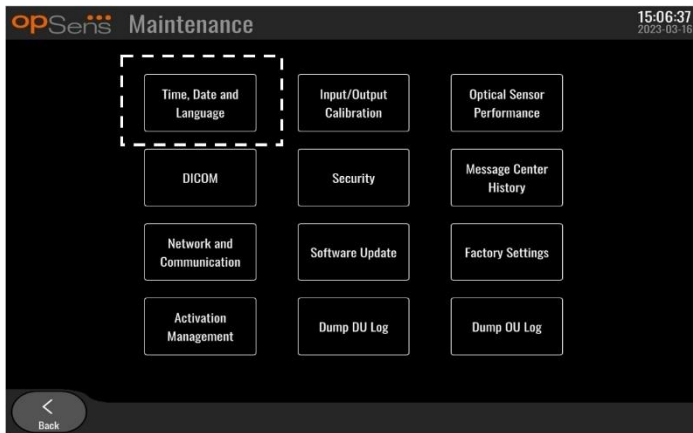 opSens Maintenance
15:06:37
2023-03-16
Time, Date and
Language
Input/Output
Calibration
Optical Sensor
Performance
DICOM
Security
Message Center
History
Network and
Communication
Software Update
Factory Settings
Activation
Management
Dump DU Log
Dump OU Log
Back